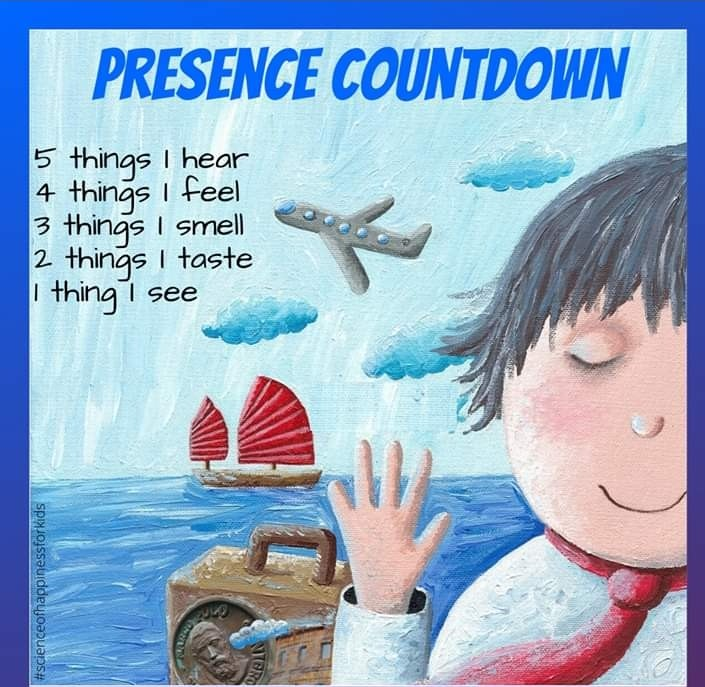 PRESENCE COUNTDOWN
5 things I hear
4 things I feel
3 things I smell
2 things I taste
1 thing I see
#scienceofhappinessforkids